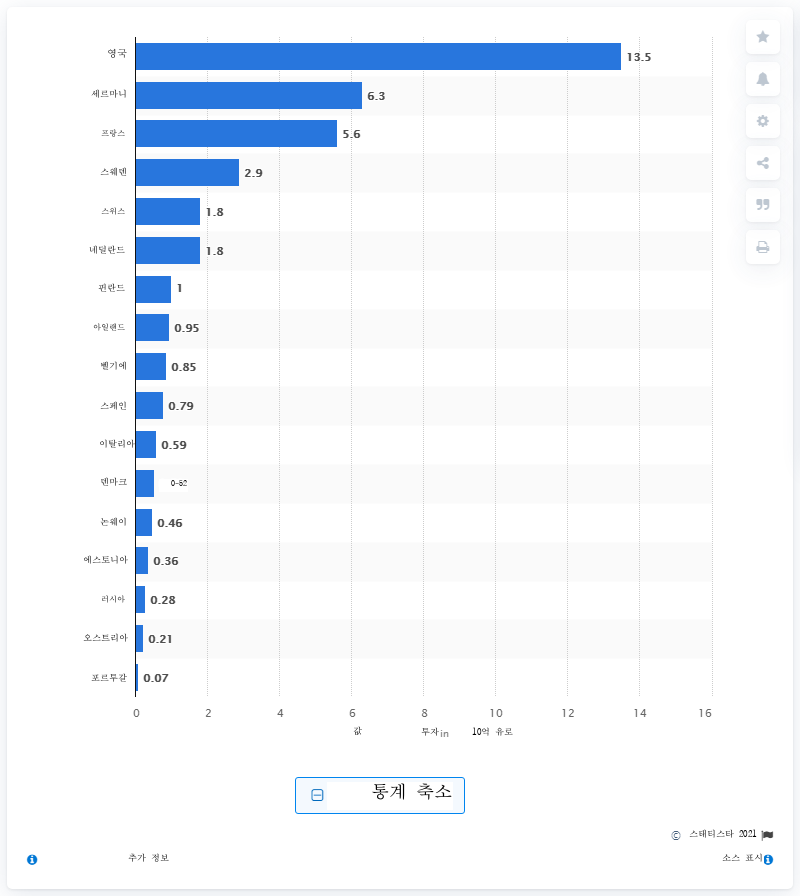 영국 13.5
쎄르마니 6.3
프랑스 5.6
스웨덴 2.9
스위스 1.8
네덜란드 1.8
핀란드 1
아일랜드 0.95
벨기에 0.85
스페인 0.79
이탈리아 0.59
덴마크 0-52
논웨이 0.46
에스토니아 0.36
러시아 0.28
오스트리아 0.21
포르투갈 0.07
0 2 4 6 8 10 12 14 16
값 투자 in 10억 유로
통계 축소
© 스태티스타 2021
추가 정보 소스 표시